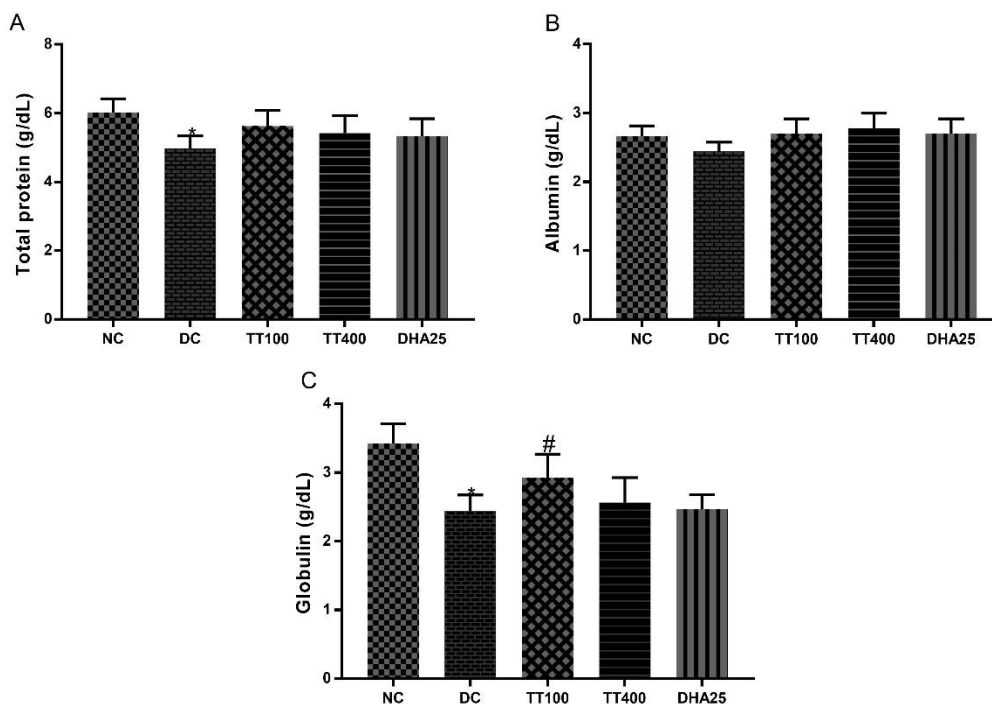 A
Total protein (g/dL)
8
6
4
2
0
*
NC DC TT100 TT400 DHA25
B
Albumin (g/dL)
4
3
2
1
0
NC DC TT100 TT400 DHA25
C
Globulin (g/dL)
4
3
2
1
0
*
#
NC DC TT100 TT400 DHA25